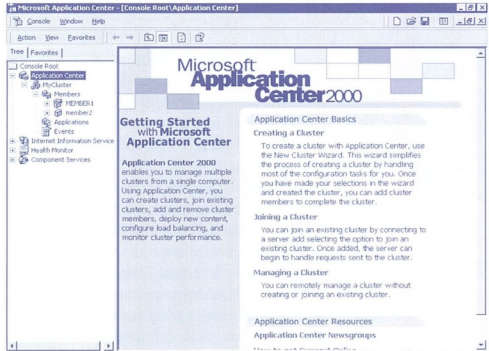 Microsoft Application Center - [Console Root\Application Center]
Console Window Help
Action View Favorites
Tree Favorites
Console Root
Application Center
MyCluster
Members
MEMBER1
member2
Applications
Events
Internet Information Service
Health Monitor
Component Services
Microsoft
Application
Center 2000
Getting Started
with Microsoft
Application Center
Application Center 2000
enables you to manage multiple
clusters from a single computer.
Using Application Center, you
can create clusters, join existing
clusters, add and remove cluster
members, deploy new content,
configure load balancing, and
monitor cluster performance.
Application Center Basics
Creating a Cluster
To create a cluster with Application Center, use
the New Cluster Wizard. This wizard simplifies
the process of creating a cluster by handling
most of the configuration tasks for you. Once
you have made your selections in the wizard
and created the cluster, you can add cluster
members to complete the cluster.
Joining a Cluster
You can join an existing cluster by connecting to
a server add selecting the option to join an
existing cluster. Once added, the server can
begin to handle requests sent to the cluster.
Managing a Cluster
You can remotely manage a cluster without
creating or joining an existing cluster.
Application Center Resources
Application Center Newsgroups